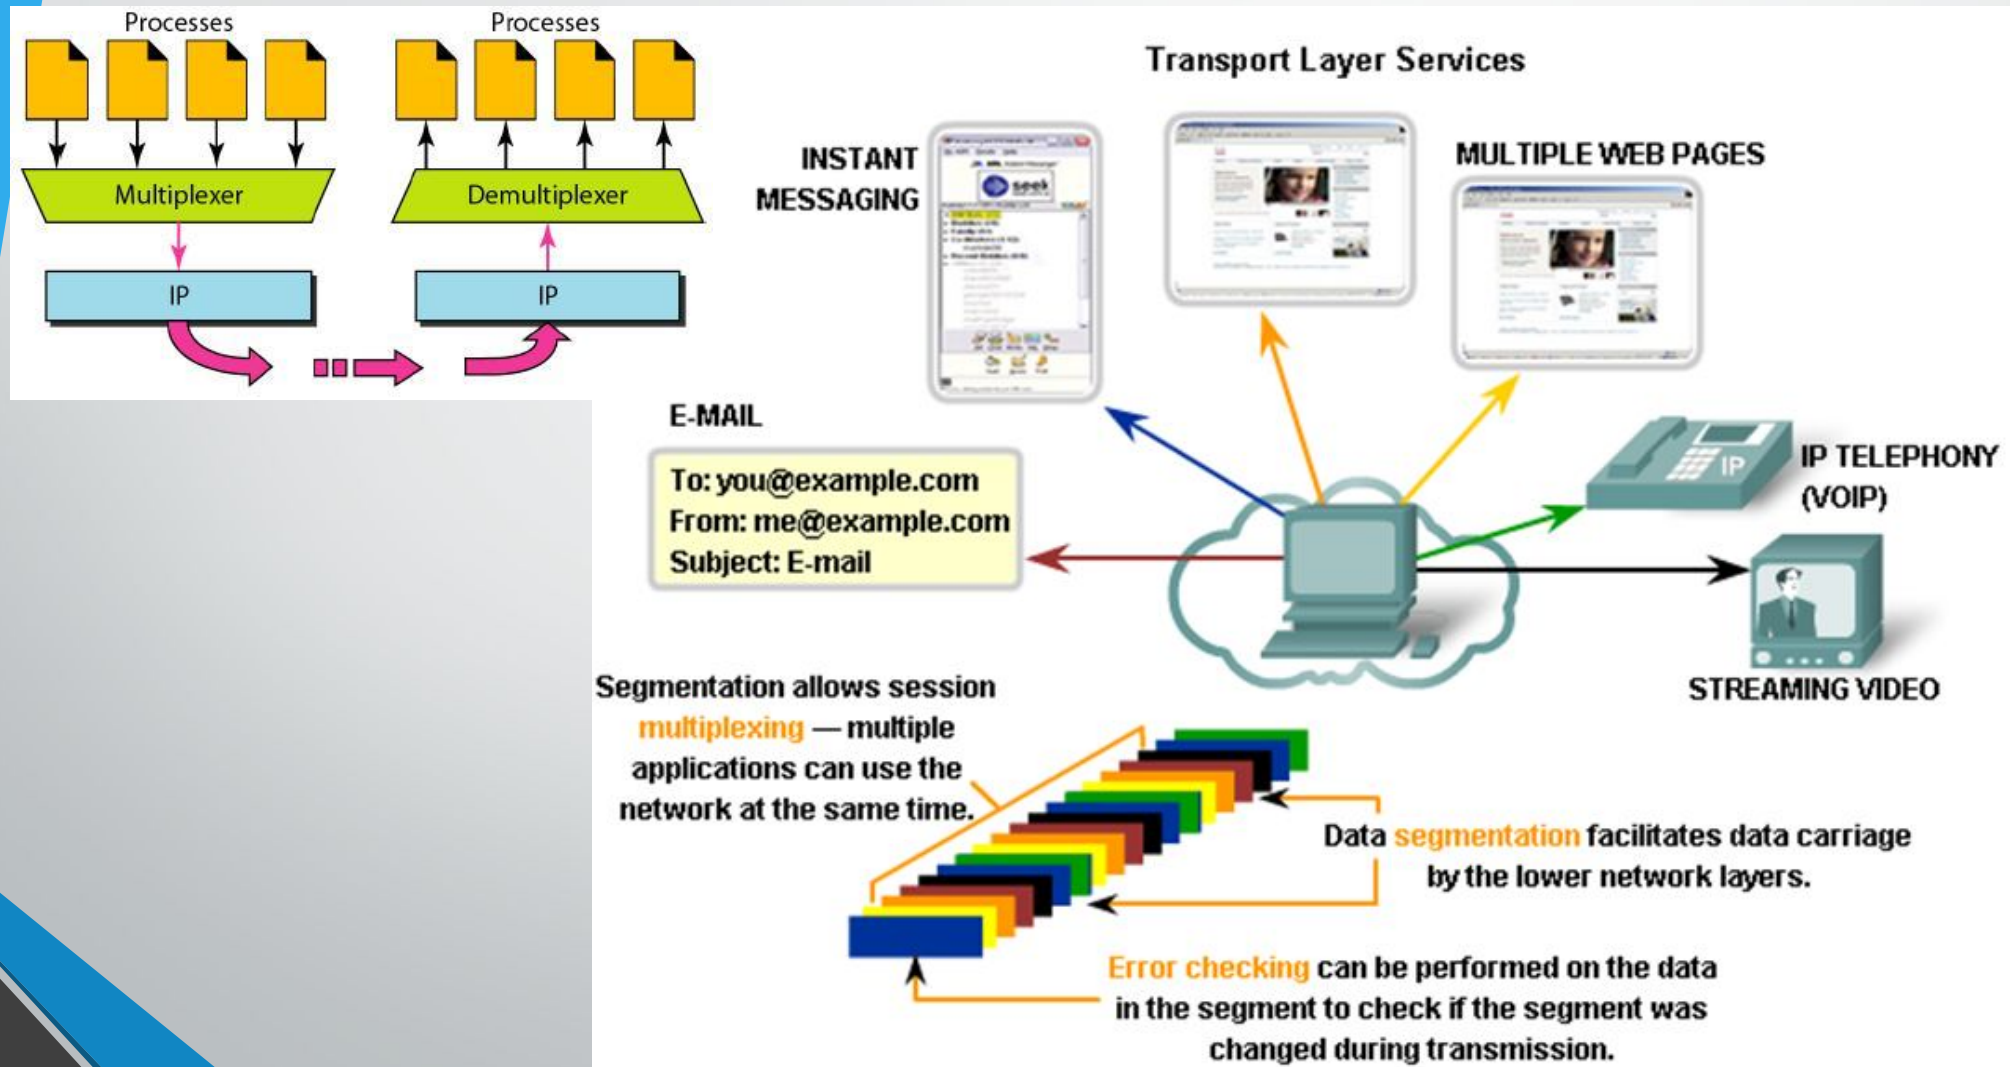 Processes
Processes
Multiplexer
Demultiplexer
IP
IP
Transport Layer Services
INSTANT
MESSAGING
seek
MULTIPLE WEB PAGES
E-MAIL
To: you@example.com
From: me@example.com
Subject: E-mail
IP
IP TELEPHONY
(VOIP)
STREAMING VIDEO
Segmentation allows session
multiplexing — multiple
applications can use the
network at the same time.
Data segmentation facilitates data carriage
by the lower network layers.
Error checking can be performed on the data
in the segment to check if the segment was
changed during transmission.